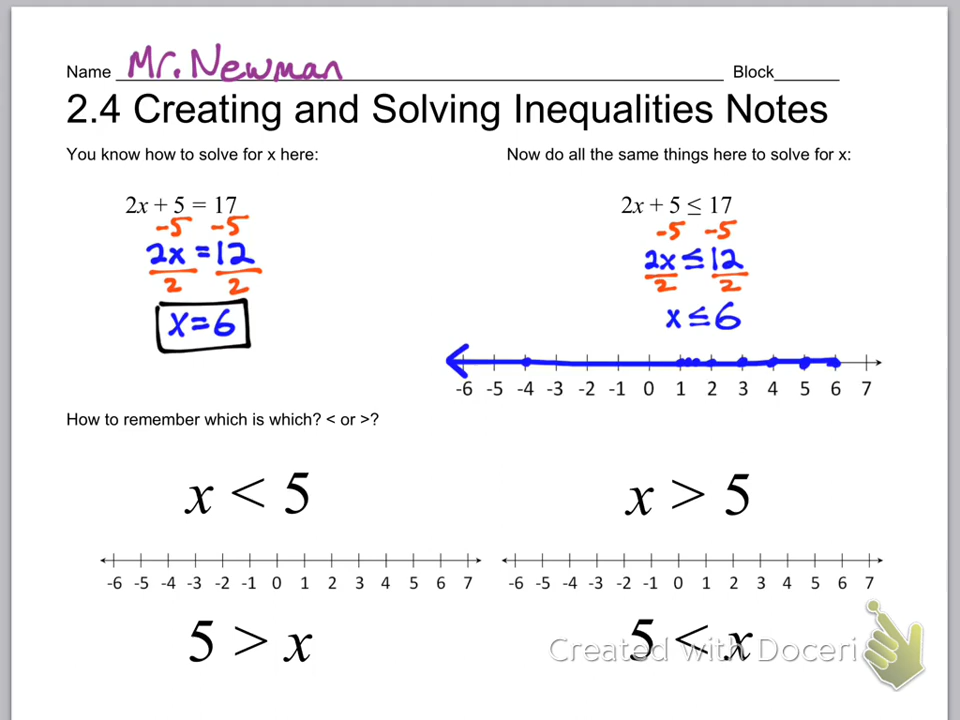 Name Mr. Newman Block
2.4 Creating and Solving Inequalities Notes
You know how to solve for x here:
Now do all the same things here to solve for x:
2x + 5 = 17
-5 -5
2x = 12
2 2
x = 6
2x + 5 ≤ 17
-5 -5
2x ≤ 12
2 2
x ≤ 6
-6 -5 -4 -3 -2 -1 0 1 2 3 4 5 6 7
How to remember which is which? < or >?
x < 5
x > 5
-6 -5 -4 -3 -2 -1 0 1 2 3 4 5 6 7
-6 -5 -4 -3 -2 -1 0 1 2 3 4 5 6 7
5 > x
5 < x
Created with Doceri